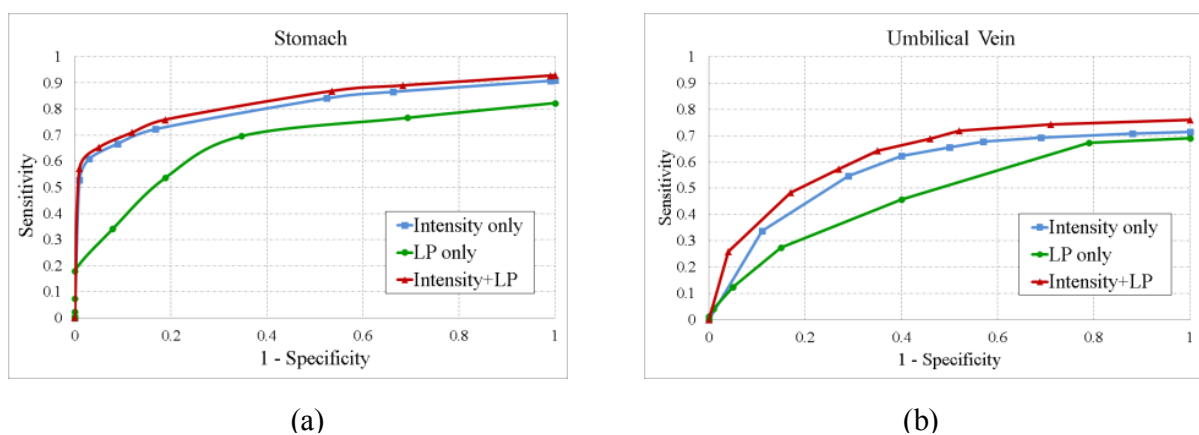 Stomach
1
0.9
0.8
0.7
0.6
0.5
0.4
0.3
0.2
0.1
0
Sensitivity
Intensity only
LP only
Intensity+LP
0 0.2 0.4 0.6 0.8 1
1 - Specificity
(a)
Umbilical Vein
1
0.9
0.8
0.7
0.6
0.5
0.4
0.3
0.2
0.1
0
Sensitivity
Intensity only
LP only
Intensity+LP
0 0.2 0.4 0.6 0.8 1
1 - Specificity
(b)